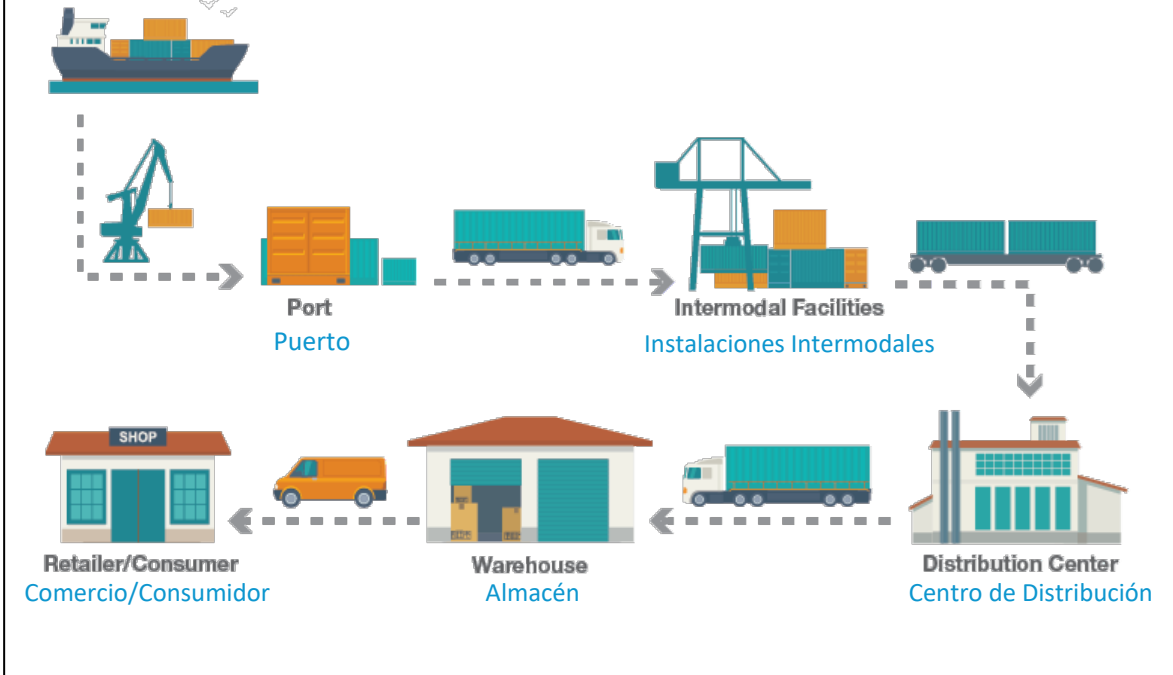 Port
Puerto
Intermodal Facilities
Instalaciones Intermodales
SHOP
Retailer/Consumer
Comercio/Consumidor
Warehouse
Almacén
Distribution Center
Centro de Distribución